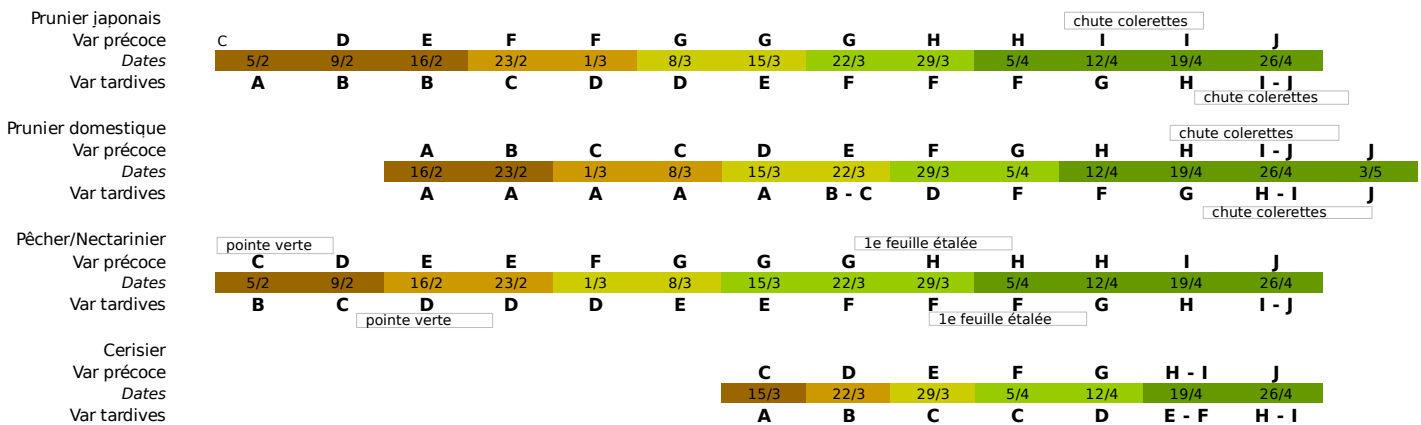 Prunier japonais
chute colerettes
Var précoce C D E F F G G G H H I I J
Dates 5/2 9/2 16/2 23/2 1/3 8/3 15/3 22/3 29/3 5/4 12/4 19/4 26/4
Var tardives A B B C D D E F F F G H I - J
chute colerettes
Prunier domestique
chute colerettes
Var précoce A B C C D E F G H H I - J J
Dates 16/2 23/2 1/3 8/3 15/3 22/3 29/3 5/4 12/4 19/4 26/4 3/5
Var tardives A A A A A B - C D F F G H - I J
chute colerettes
Pêcher/Nectarinier
pointe verte 1e feuille étalée
Var précoce C D E E F G G G H H H I J
Dates 5/2 9/2 16/2 23/2 1/3 8/3 15/3 22/3 29/3 5/4 12/4 19/4 26/4
Var tardives B C D D D E E F F F G H I - J
pointe verte 1e feuille étalée
Cerisier
Var précoce C D E F G H - I J
Dates 15/3 22/3 29/3 5/4 12/4 19/4 26/4
Var tardives A B C C D E - F H - I